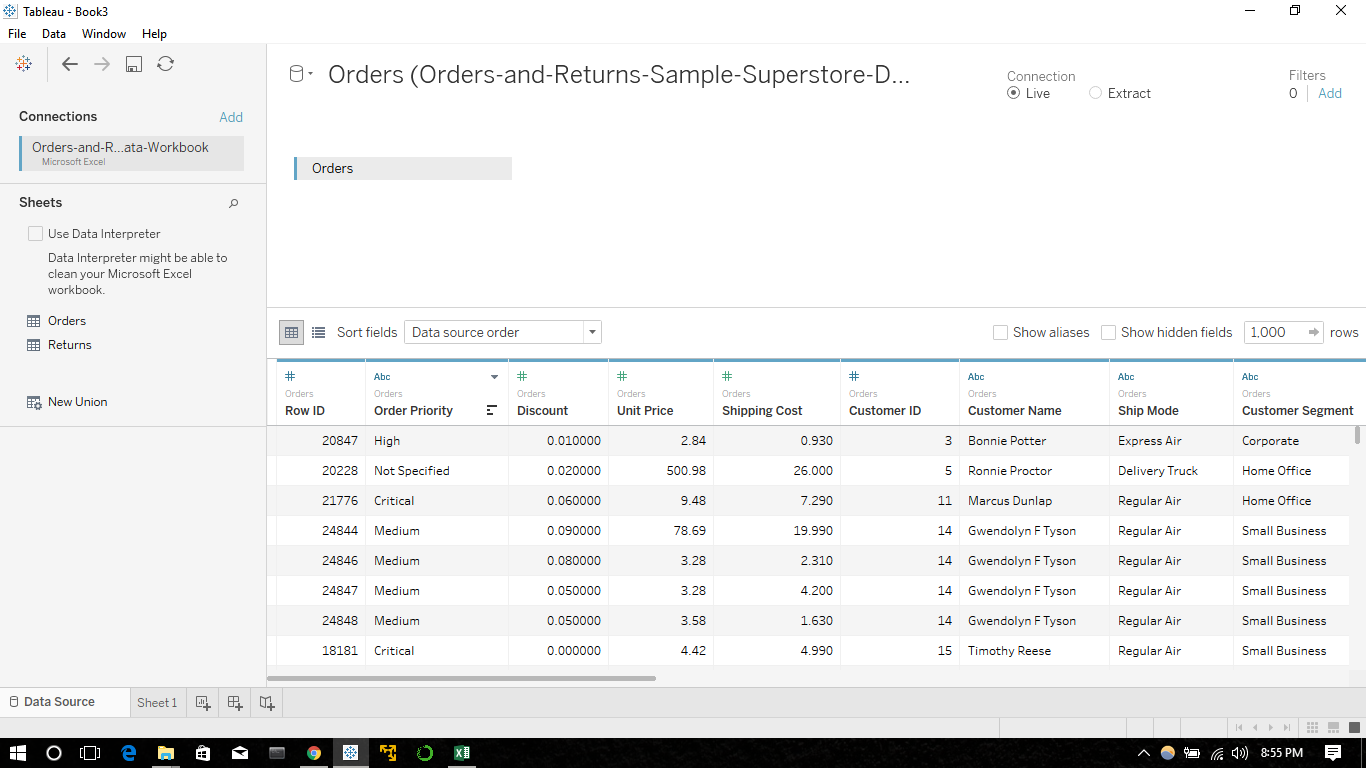 Tableau - Book3
File Data Window Help
Connections Add
Orders-and-R...ata-Workbook
Microsoft Excel
Sheets
Use Data Interpreter
Data Interpreter might be able to
clean your Microsoft Excel
workbook.
Orders
Returns
New Union
Orders (Orders-and-Returns-Sample-Superstore-D...
Connection
Live Extract
Filters
0 Add
Orders
Sort fields Data source order Show aliases Show hidden fields 1,000 rows
# Abc # # # # Abc Abc Abc
Orders Orders Orders Orders Orders Orders Orders Orders Orders
Row ID Order Priority Discount Unit Price Shipping Cost Customer ID Customer Name Ship Mode Customer Segment
20847 High 0.010000 2.84 0.930 3 Bonnie Potter Express Air Corporate
20228 Not Specified 0.020000 500.98 26.000 5 Ronnie Proctor Delivery Truck Home Office
21776 Critical 0.060000 9.48 7.290 11 Marcus Dunlap Regular Air Home Office
24844 Medium 0.090000 78.69 19.990 14 Gwendolyn F Tyson Regular Air Small Business
24846 Medium 0.080000 3.28 2.310 14 Gwendolyn F Tyson Regular Air Small Business
24847 Medium 0.050000 3.28 4.200 14 Gwendolyn F Tyson Regular Air Small Business
24848 Medium 0.050000 3.58 1.630 14 Gwendolyn F Tyson Regular Air Small Business
18181 Critical 0.000000 4.42 4.990 15 Timothy Reese Regular Air Small Business
Data Source Sheet 1
8:55 PM